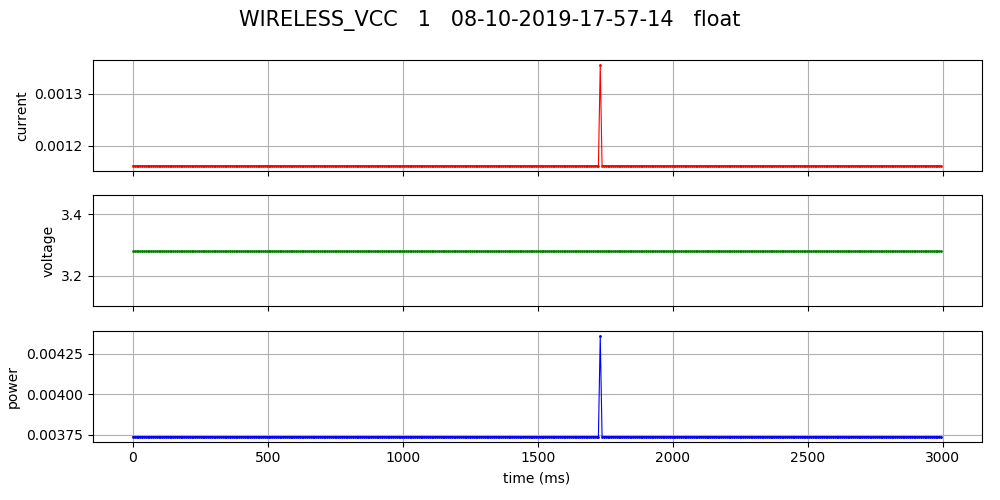 WIRELESS_VCC 1 08-10-2019-17-57-14 float
current
0.0013
0.0012
voltage
3.4
3.2
power
0.00425
0.00400
0.00375
0 500 1000 1500 2000 2500 3000
time (ms)